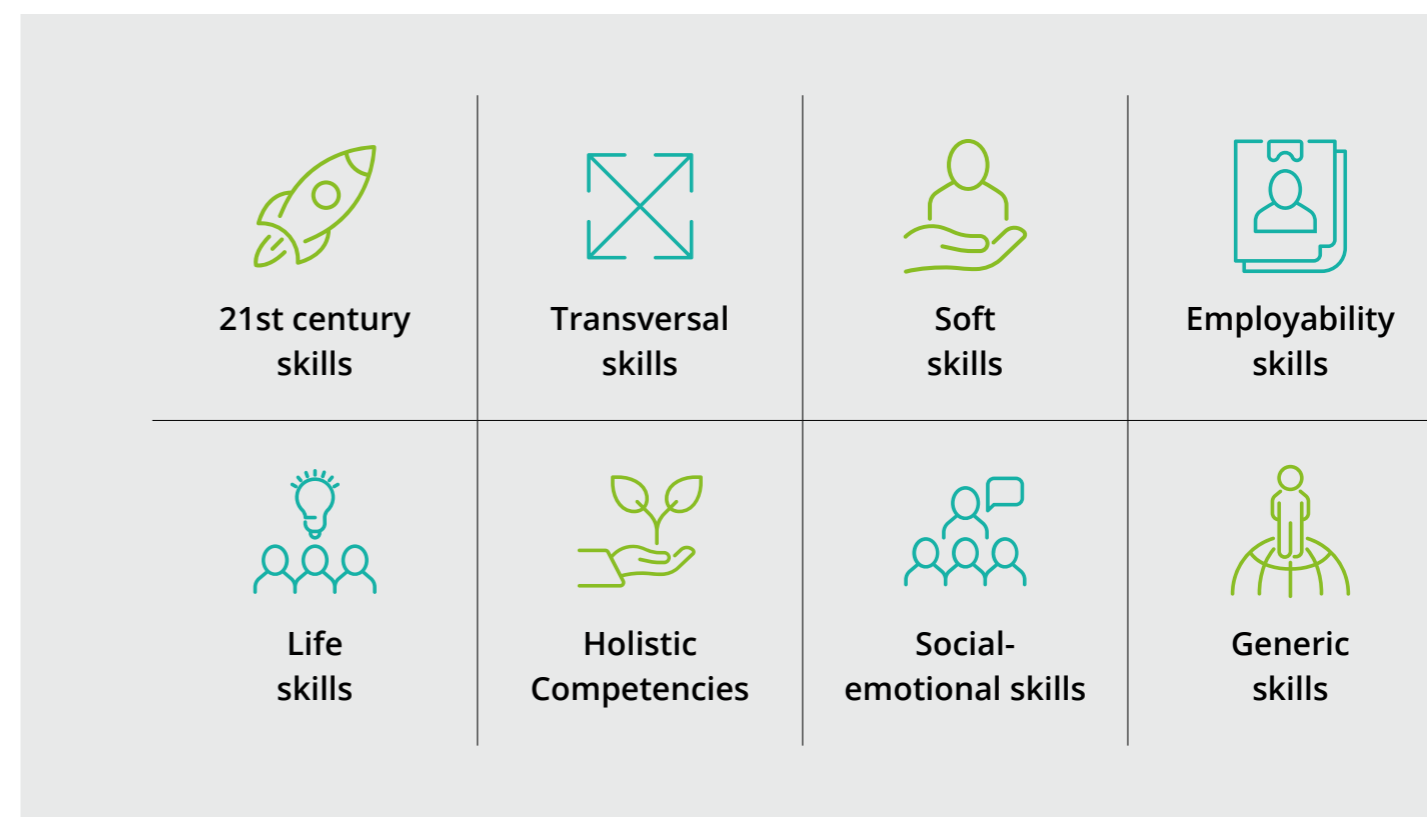 21st century
skills
Transversal
skills
Soft
skills
Employability
skills
Life
skills
Holistic
Competencies
Social-
emotional skills
Generic
skills